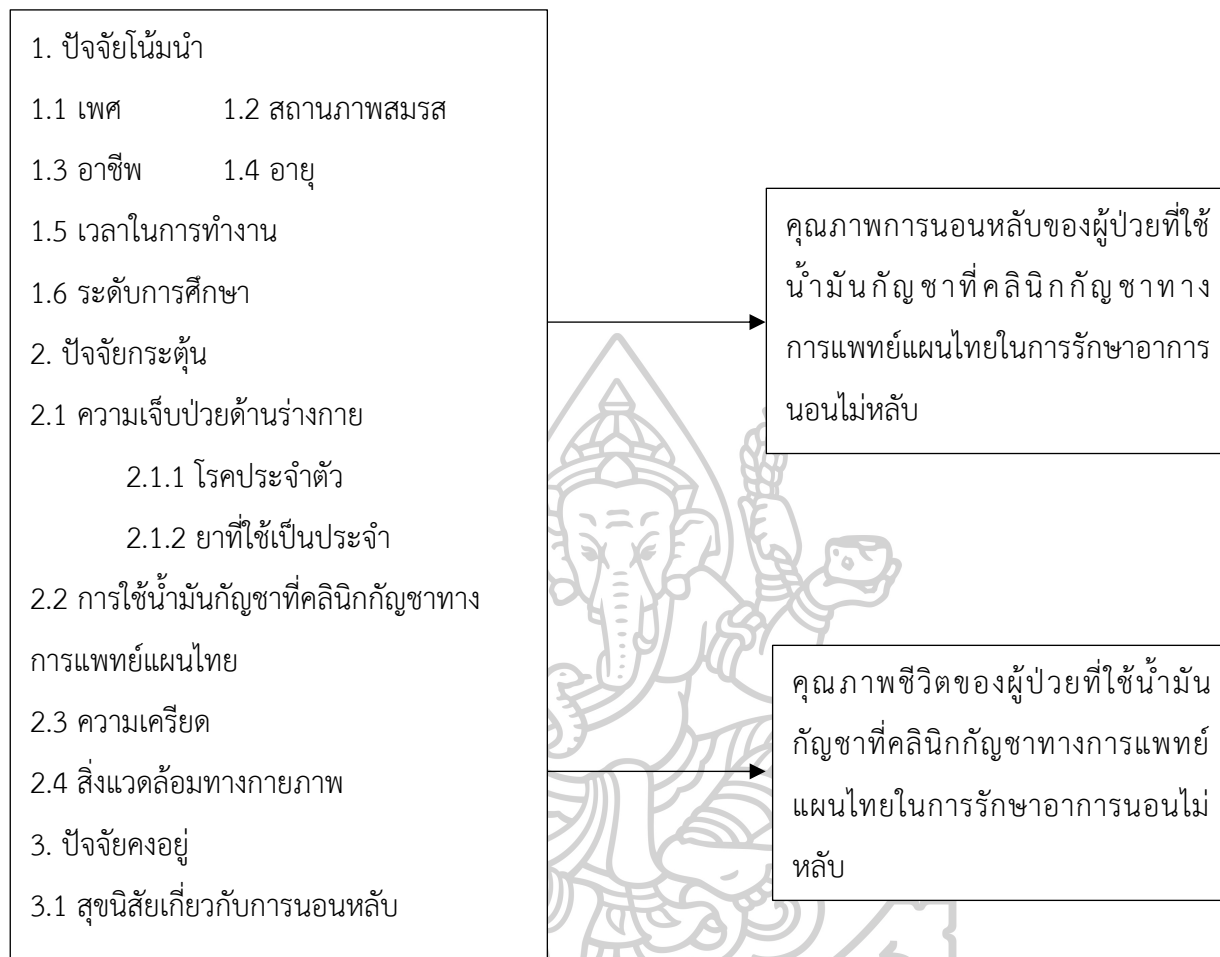 1. ปัจจัยโน้มนำ
1.1 เพศ 1.2 สถานภาพสมรส
1.3 อาชีพ 1.4 อายุ
1.5 เวลาในการทำงาน
1.6 ระดับการศึกษา
2. ปัจจัยกระตุ้น
2.1 ความเจ็บป่วยด้านร่างกาย
2.1.1 โรคประจำตัว
2.1.2 ยาที่ใช้เป็นประจำ
2.2 การใช้น้ำมันกัญชาที่คลินิกกัญชาทาง
การแพทย์แผนไทย
2.3 ความเครียด
2.4 สิ่งแวดล้อมทางกายภาพ
3. ปัจจัยคงอยู่
3.1 สุขนิสัยเกี่ยวกับการนอนหลับ
คุณภาพการนอนหลับของผู้ป่วยที่ใช้
น้ำมันกัญชาที่คลินิกกัญชาทาง
การแพทย์แผนไทยในการรักษาอาการ
นอนไม่หลับ
คุณภาพชีวิตของผู้ป่วยที่ใช้น้ำมัน
กัญชาที่คลินิกกัญชาทางการแพทย์
แผนไทยในการรักษาอาการนอนไม่
หลับ